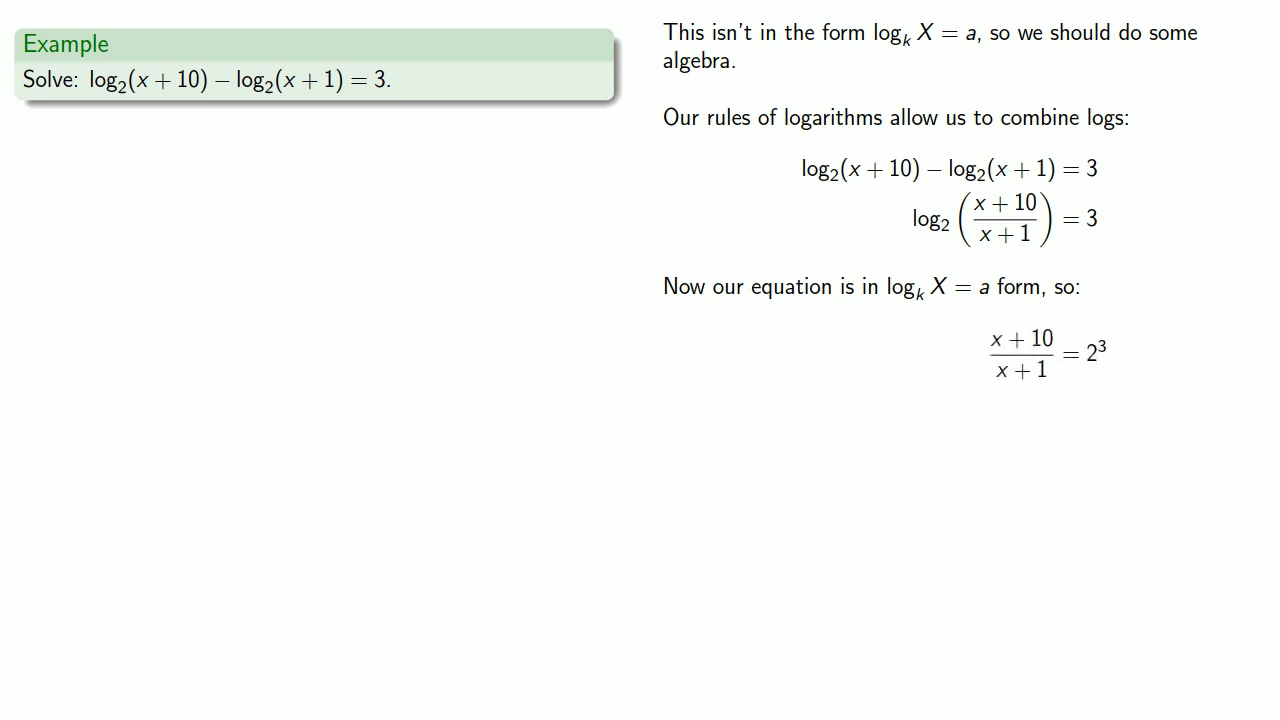 Example
Solve: log₂(x + 10) − log₂(x + 1) = 3.
This isn't in the form logₖ X = a, so we should do some
algebra.
Our rules of logarithms allow us to combine logs:
log₂(x + 10) − log₂(x + 1) = 3
log₂ ((x + 10)/(x + 1)) = 3
Now our equation is in logₖ X = a form, so:
(x + 10)/(x + 1) = 2³